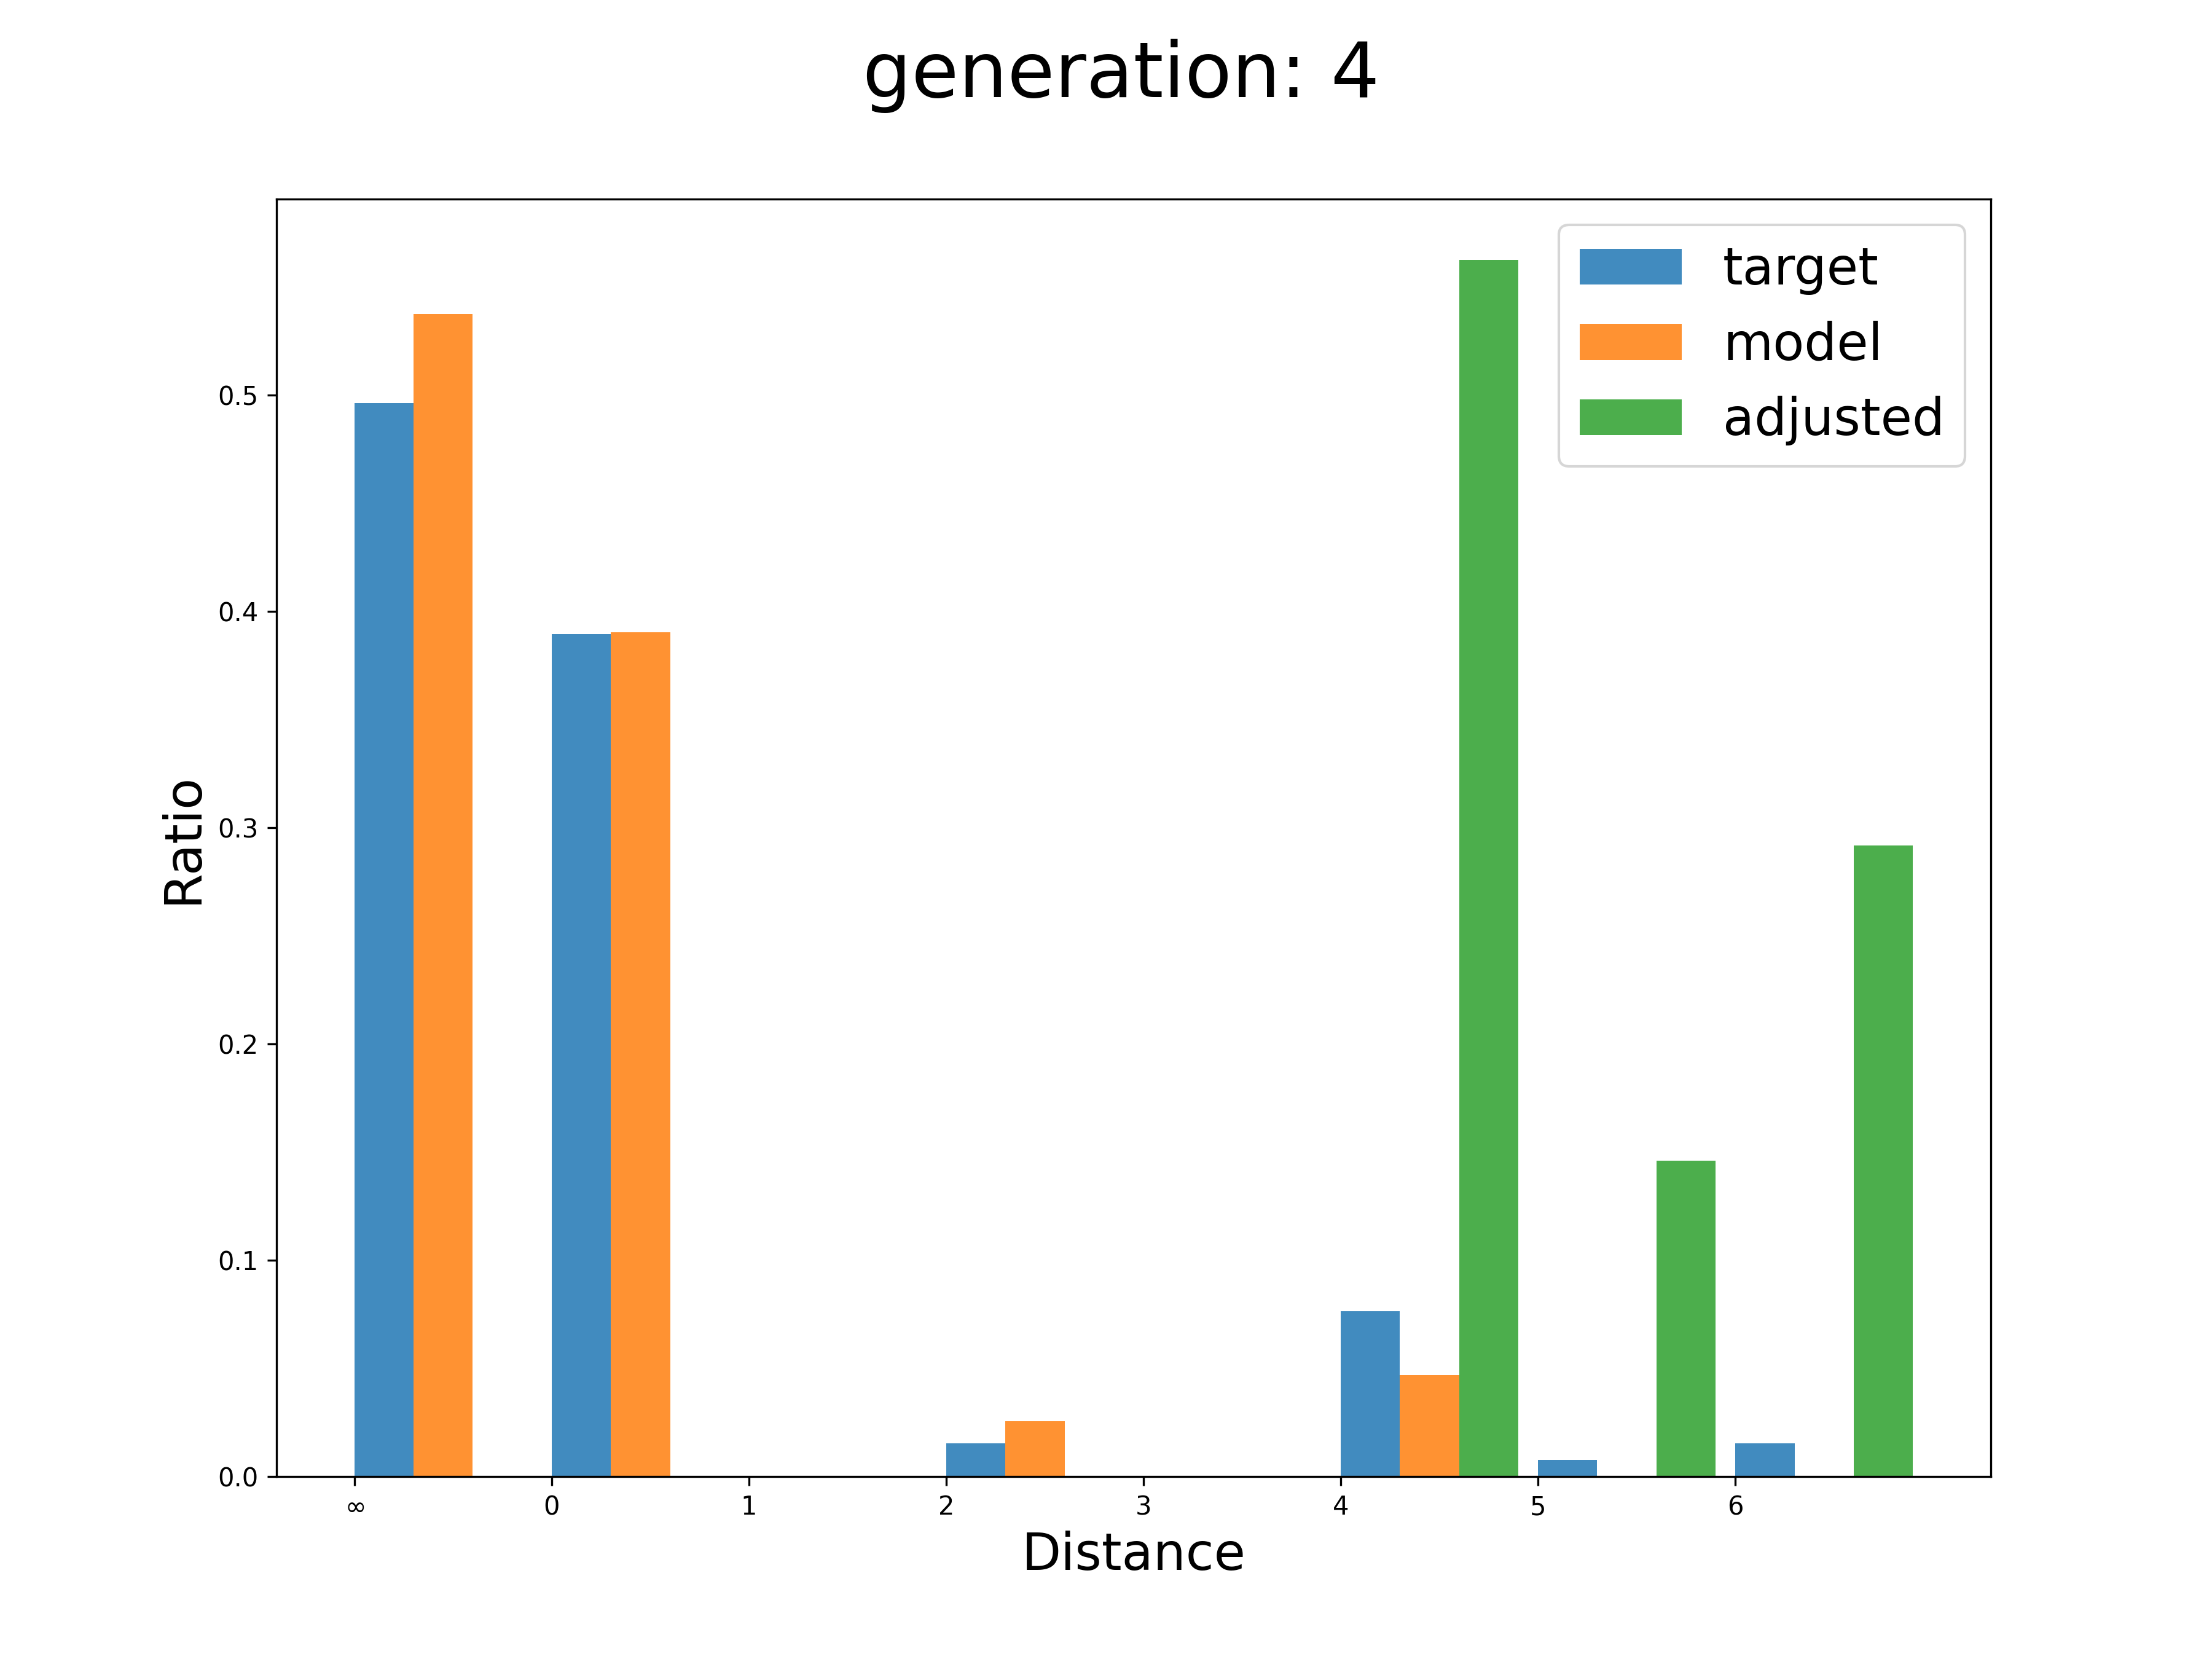 generation: 4
target
model
adjusted
0.5
0.4
0.3
0.2
0.1
0.0
Ratio
∞ 0 1 2 3 4 5 6
Distance